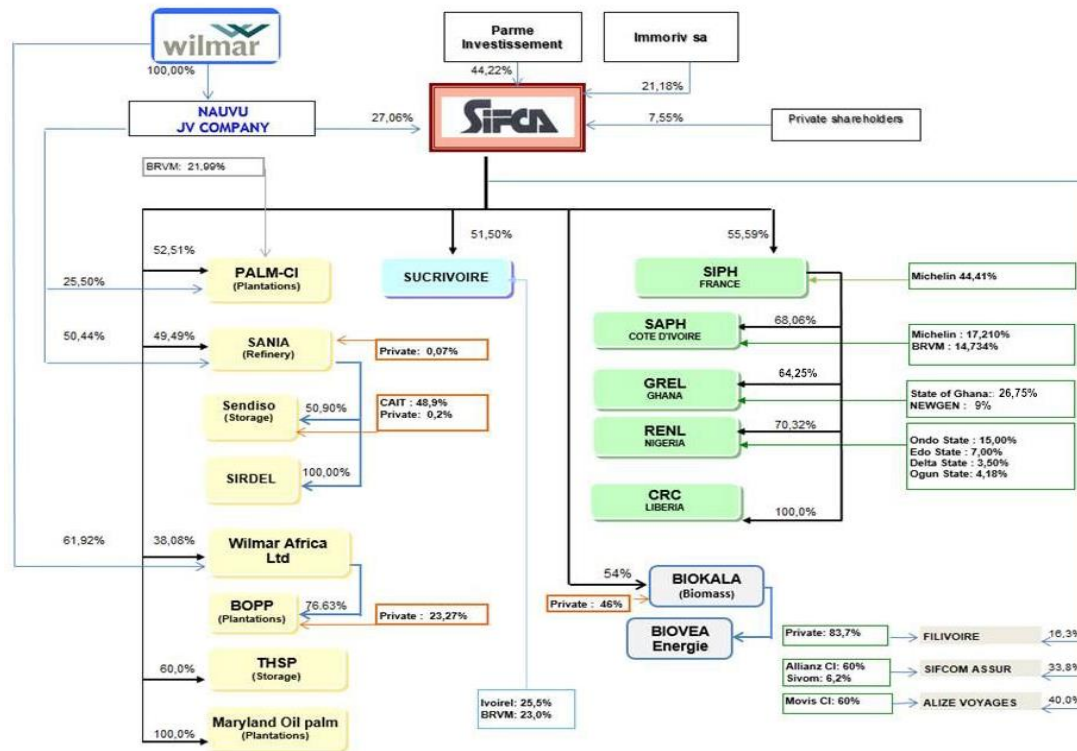 wilmar
Parme
Investissement
Immoriv sa
100,00%
44,22%
21,18%
NAUVU
JV COMPANY
27,06%
SIFCA
7,55%
Private shareholders
BRVM: 21,99%
52,51%
51,50%
55,59%
PALM-CI
(Plantations)
25,50%
SUCRIVOIRE
SIPH
FRANCE
Michelin 44,41%
50,44%
49,49%
SANIA
(Refinery)
Private: 0,07%
SAPH
COTE D'IVOIRE
68,06%
Michelin : 17,210%
BRVM : 14,734%
Sendiso
(Storage)
50,90%
CAIT : 48,9%
Private: 0,2%
GREL
GHANA
64,25%
State of Ghana: 26,75%
NEWGEN : 9%
RENL
NIGERIA
70,32%
Ondo State : 15,00%
Edo State : 7,00%
Delta State : 3,50%
Ogun State: 4,18%
SIRDEL
100,00%
CRC
LIBERIA
100,0%
61,92%
38,08%
Wilmar Africa
Ltd
54%
BIOKALA
(Biomass)
Private : 46%
BOPP
(Plantations)
76.63%
Private : 23,27%
BIOVEA
Energie
Private: 83,7%
FILIVOIRE
16,3%
60,0%
THSP
(Storage)
Allianz CI: 60%
Sivom: 6,2%
SIFCOM ASSUR
33,8%
Ivoirel: 25,5%
BRVM: 23,0%
Movis CI: 60%
ALIZE VOYAGES
40,0%
100,0%
Maryland Oil palm
(Plantations)